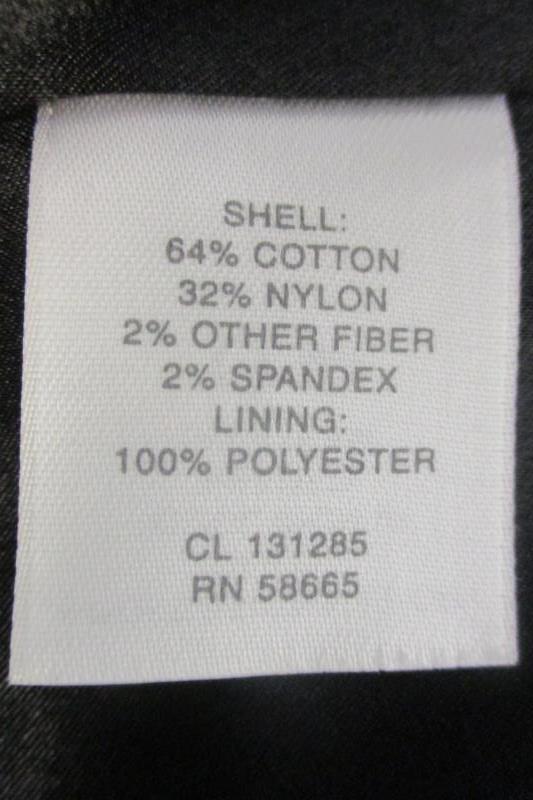 SHELL:
64% COTTON
32% NYLON
2% OTHER FIBER
2% SPANDEX
LINING:
100% POLYESTER
CL 131285
RN 58665